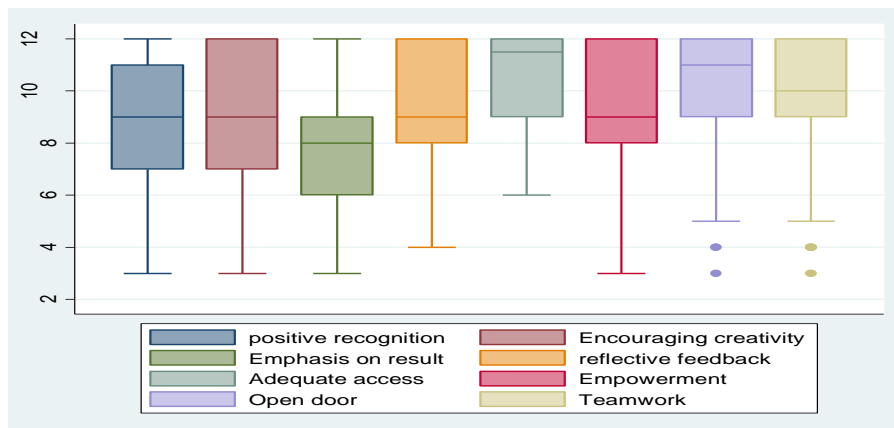 12
10
8
6
4
2
positive recognition Encouraging creativity
Emphasis on result reflective feedback
Adequate access Empowerment
Open door Teamwork